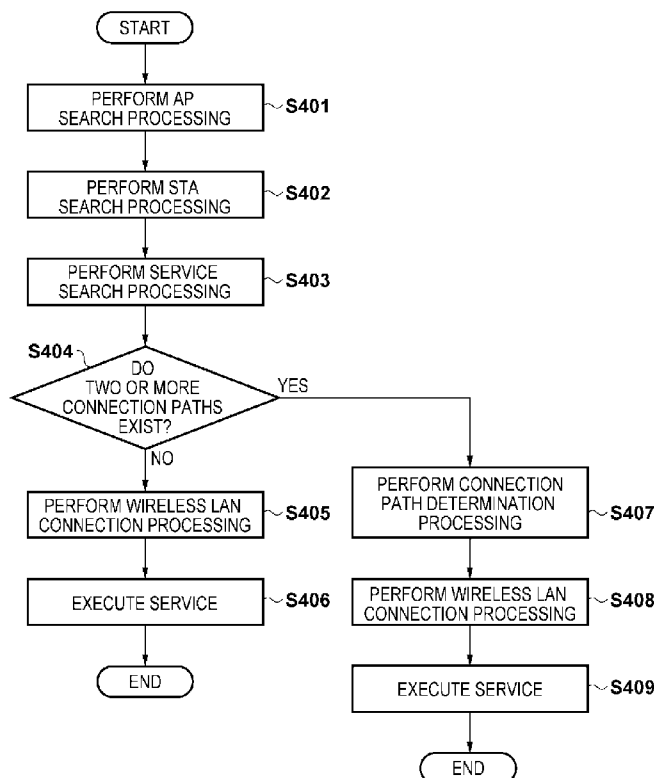 START
PERFORM AP
SEARCH PROCESSING
S401
PERFORM STA
SEARCH PROCESSING
S402
PERFORM SERVICE
SEARCH PROCESSING
S403
S404
DO
TWO OR MORE
CONNECTION PATHS
EXIST?
YES
NO
PERFORM WIRELESS LAN
CONNECTION PROCESSING
S405
EXECUTE SERVICE
S406
END
PERFORM CONNECTION
PATH DETERMINATION
PROCESSING
S407
PERFORM WIRELESS LAN
CONNECTION PROCESSING
S408
EXECUTE SERVICE
S409
END